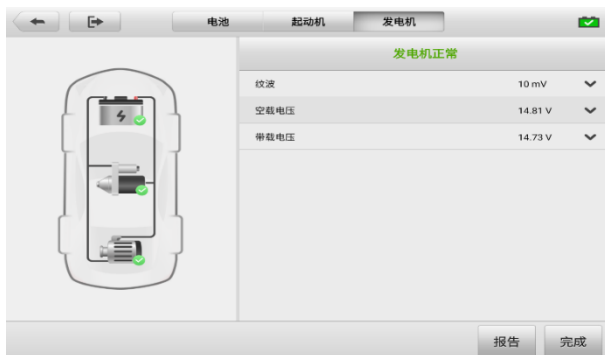 电池 起动机 发电机
发电机正常
纹波 10 mV
空载电压 14.81 V
带载电压 14.73 V
报告 完成